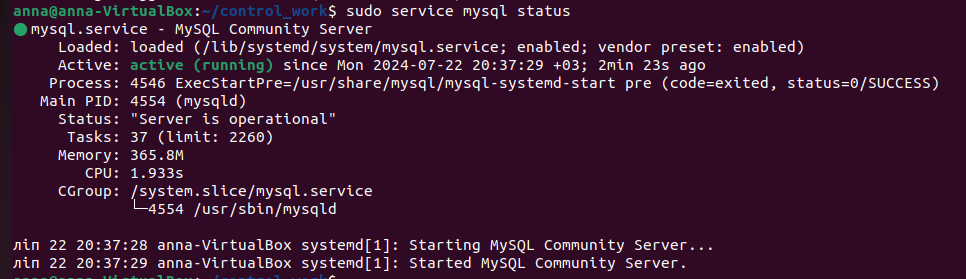 anna@anna-VirtualBox:~/control_work$ sudo service mysql status
● mysql.service - MySQL Community Server
     Loaded: loaded (/lib/systemd/system/mysql.service; enabled; vendor preset: enabled)
     Active: active (running) since Mon 2024-07-22 20:37:29 +03; 2min 23s ago
    Process: 4546 ExecStartPre=/usr/share/mysql/mysql-systemd-start pre (code=exited, status=0/SUCCESS)
   Main PID: 4554 (mysqld)
     Status: "Server is operational"
      Tasks: 37 (limit: 2260)
     Memory: 365.8M
        CPU: 1.933s
     CGroup: /system.slice/mysql.service
             └─4554 /usr/sbin/mysqld
ліп 22 20:37:28 anna-VirtualBox systemd[1]: Starting MySQL Community Server...
ліп 22 20:37:29 anna-VirtualBox systemd[1]: Started MySQL Community Server.